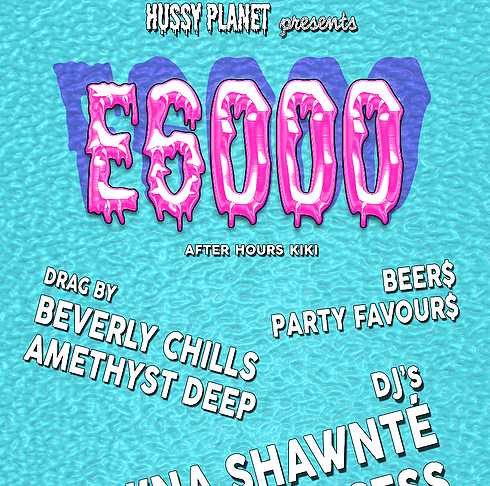 HUSSY PLANET presents
E6000
AFTER HOURS KIKI
DRAG BY
BEVERLY CHILLS
AMETHYST DEEP
BEER$
PARTY FAVOUR$
DJ'S
SHAWNTÉ